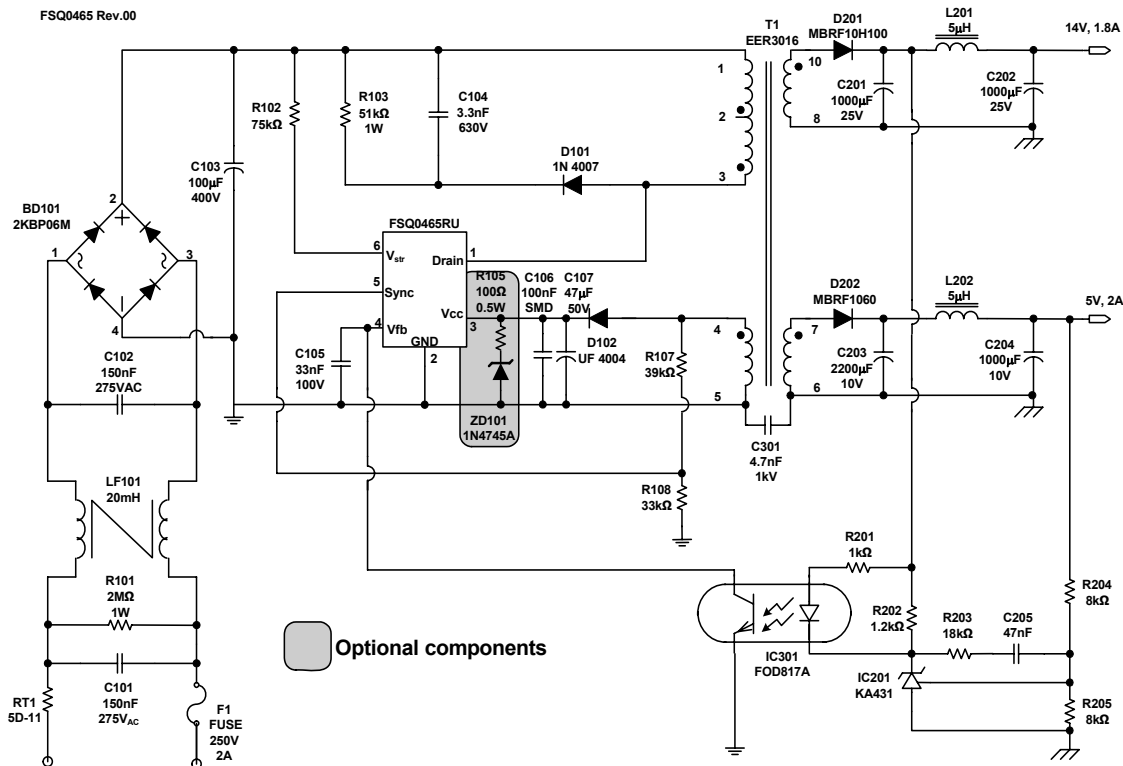 FSQ0465 Rev.00
T1
EER3016
D201
MBRF10H100
L201
5µH
14V, 1.8A
1
2
3
10
8
C201
1000µF
25V
C202
1000µF
25V
R102
75kΩ
R103
51kΩ
1W
C104
3.3nF
630V
D101
1N 4007
C103
100µF
400V
BD101
2KBP06M
2
1
3
4
FSQ0465RU
6
Vstr
1
Drain
5
Sync
4
Vfb
Vcc
3
GND
2
R105
100Ω
0.5W
C106
100nF
SMD
C107
47µF
50V
D102
UF 4004
R107
39kΩ
4
5
D202
MBRF1060
L202
5µH
5V, 2A
7
6
C203
2200µF
10V
C204
1000µF
10V
C105
33nF
100V
ZD101
1N4745A
C102
150nF
275VAC
C301
4.7nF
1kV
R108
33kΩ
LF101
20mH
R101
2MΩ
1W
C101
150nF
275VAC
RT1
5D-11
F1
FUSE
250V
2A
Optional components
R201
1kΩ
R202
1.2kΩ
R203
18kΩ
C205
47nF
R204
8kΩ
IC301
FOD817A
IC201
KA431
R205
8kΩ